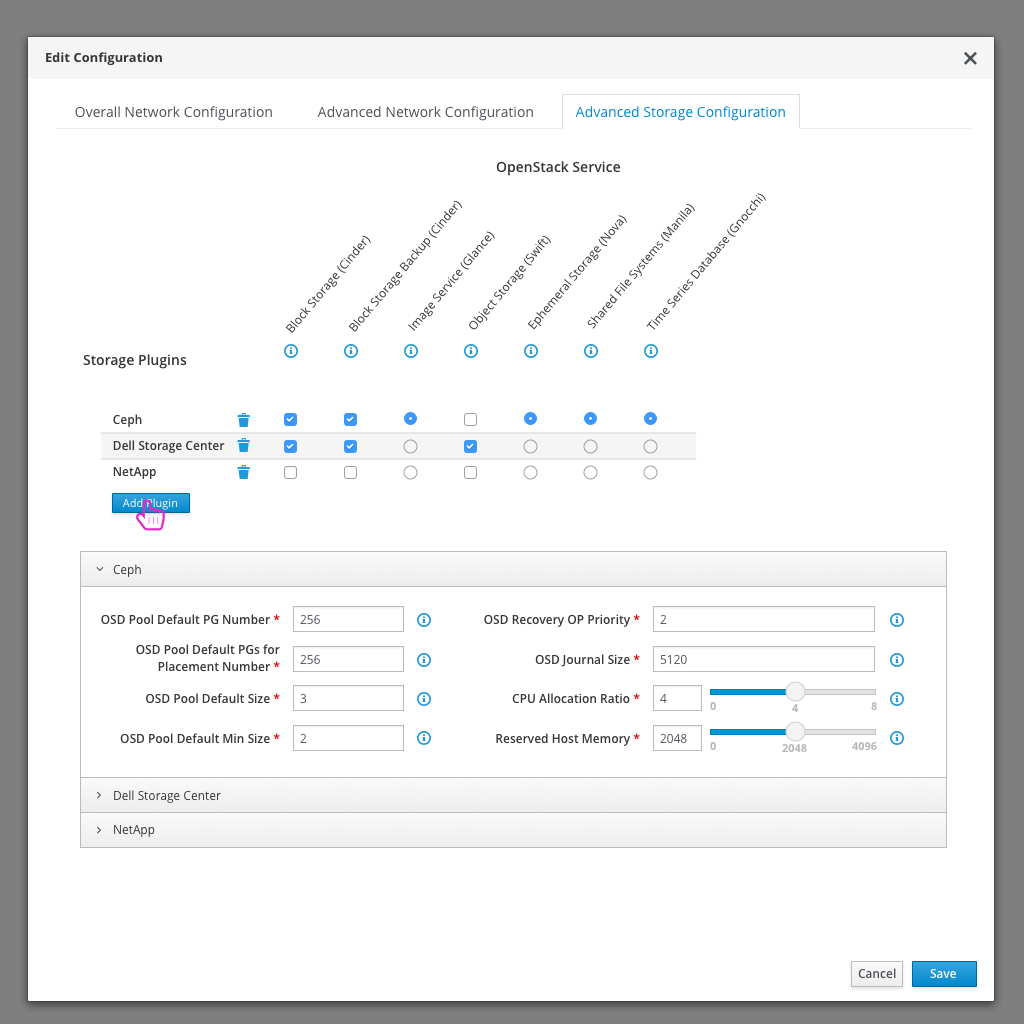 Edit Configuration
Overall Network Configuration
Advanced Network Configuration
Advanced Storage Configuration
OpenStack Service
Block Storage (Cinder)
Block Storage Backup (Cinder)
Image Service (Glance)
Object Storage (Swift)
Ephemeral Storage (Nova)
Shared File Systems (Manila)
Time Series Database (Gnocchi)
Storage Plugins
Ceph
Dell Storage Center
NetApp
Add Plugin
Ceph
OSD Pool Default PG Number *
256
OSD Recovery OP Priority *
2
OSD Pool Default PGs for
Placement Number *
256
OSD Journal Size *
5120
OSD Pool Default Size *
3
CPU Allocation Ratio *
4
0
4
8
OSD Pool Default Min Size *
2
Reserved Host Memory *
2048
0
2048
4096
Dell Storage Center
NetApp
Cancel
Save